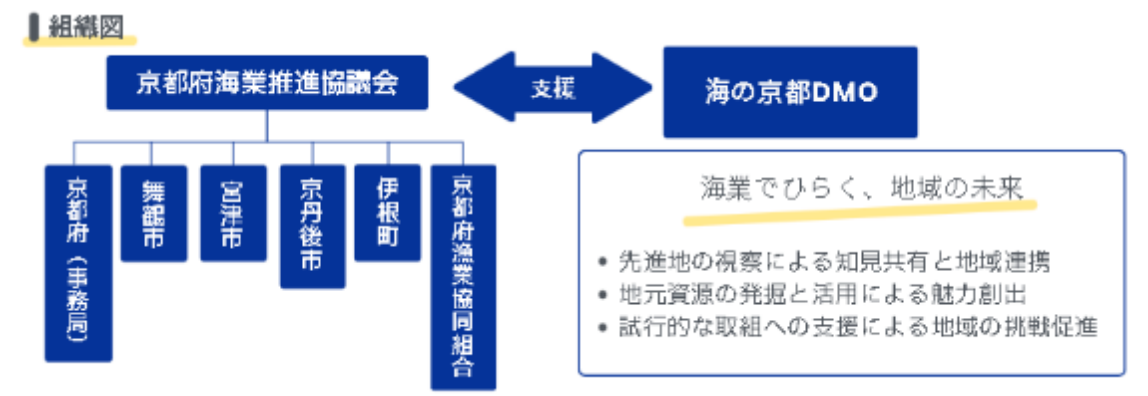 組織図
京都府海業推進協議会
支援
海の京都DMO
京都府（事務局）
舞鶴市
宮津市
京丹後市
伊根町
京都府漁業協同組合
海業でひらく、地域の未来
• 先進地の視察による知見共有と地域連携
• 地元資源の発掘と活用による魅力創出
• 試行的な取組への支援による地域の挑戦促進